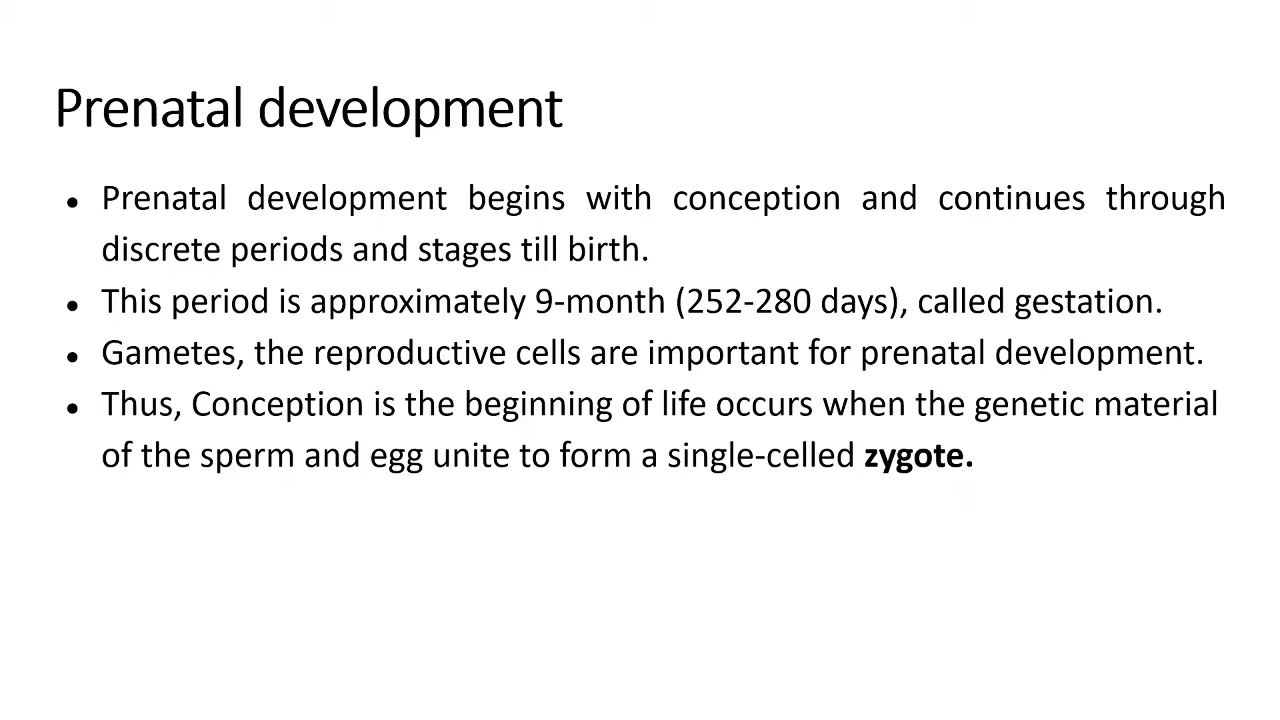 Prenatal development
● Prenatal development begins with conception and continues through
discrete periods and stages till birth.
● This period is approximately 9-month (252-280 days), called gestation.
● Gametes, the reproductive cells are important for prenatal development.
● Thus, Conception is the beginning of life occurs when the genetic material
of the sperm and egg unite to form a single-celled zygote.